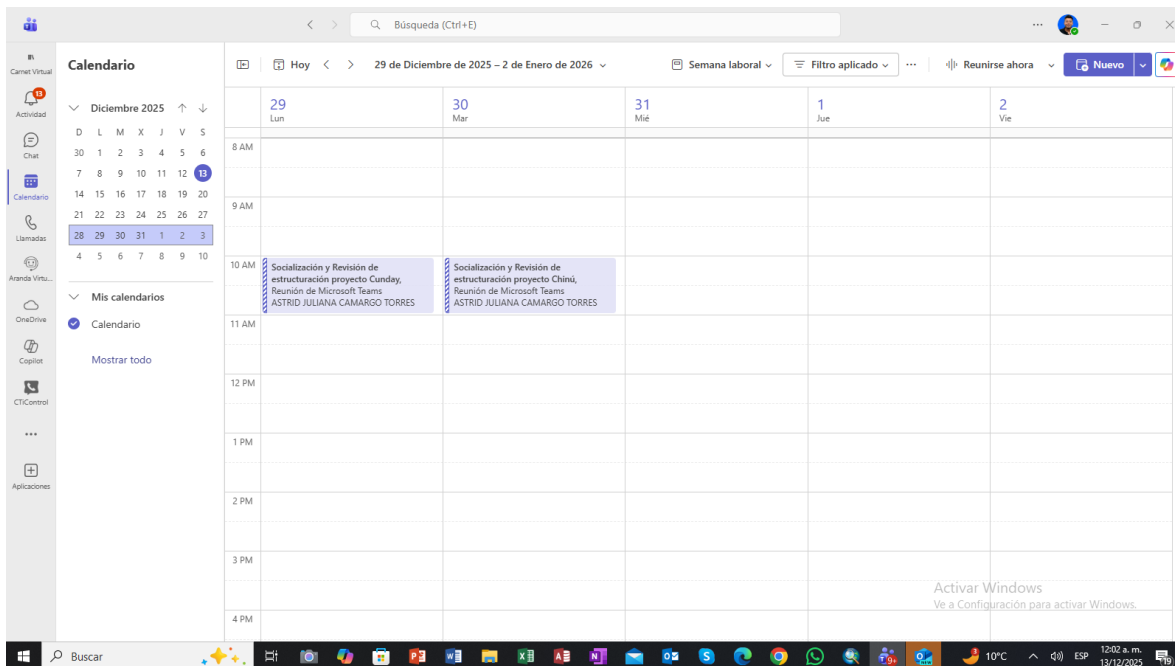 Búsqueda (Ctrl+E)
Carnet Virtual
13
Actividad
Chat
Calendario
Llamadas
Aranda Virtu...
OneDrive
Copilot
CTiControl
Aplicaciones
Calendario
Diciembre 2025
D L M X J V S
30 1 2 3 4 5 6
7 8 9 10 11 12 13
14 15 16 17 18 19 20
21 22 23 24 25 26 27
28 29 30 31 1 2 3
4 5 6 7 8 9 10
Mis calendarios
Calendario
Mostrar todo
Hoy
29 de Diciembre de 2025 – 2 de Enero de 2026
Semana laboral
Filtro aplicado
Reunirse ahora
Nuevo
29
Lun
30
Mar
31
Mié
1
Jue
2
Vie
8 AM
9 AM
10 AM
Socialización y Revisión de
estructuración proyecto Cunday,
Reunión de Microsoft Teams
ASTRID JULIANA CAMARGO TORRES
Socialización y Revisión de
estructuración proyecto Chinú,
Reunión de Microsoft Teams
ASTRID JULIANA CAMARGO TORRES
11 AM
12 PM
1 PM
2 PM
3 PM
4 PM
Activar Windows
Ve a Configuración para activar Windows.
Buscar
9+
10°C
ESP
12:02 a. m.
13/12/2025